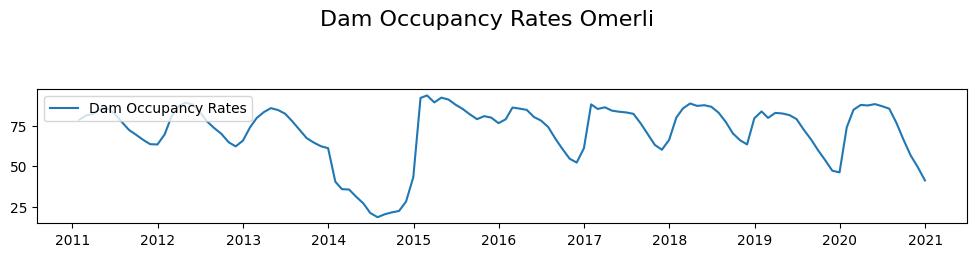 Dam Occupancy Rates Omerli
Dam Occupancy Rates
75
50
25
2011 2012 2013 2014 2015 2016 2017 2018 2019 2020 2021